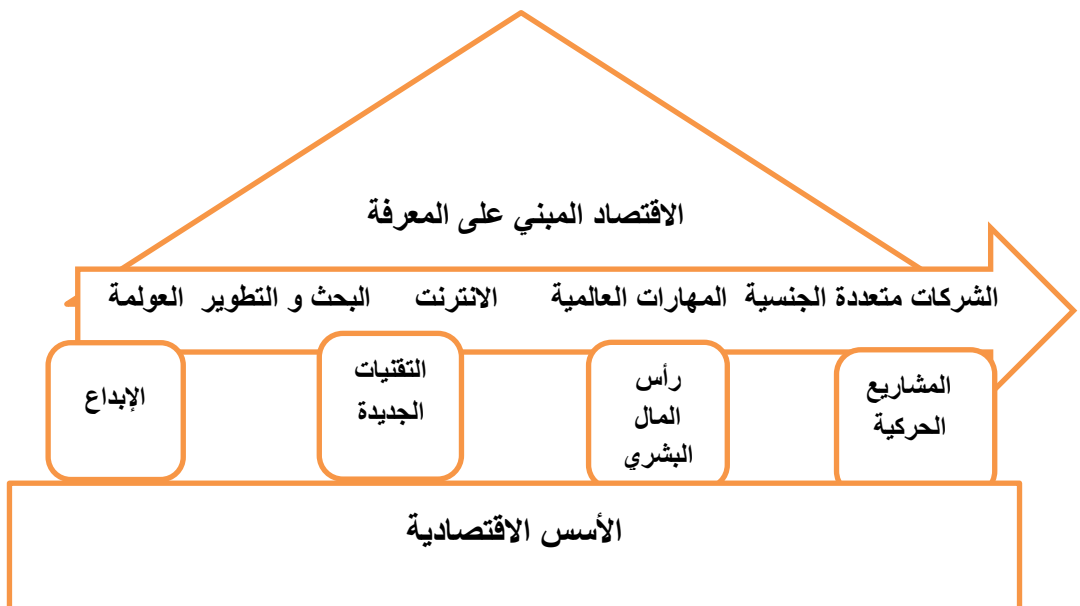 الاقتصاد المبني على المعرفة
الشركات متعددة الجنسية المهارات العالمية الانترنت البحث و التطوير العولمة
المشاريع
الحركية
رأس
المال
البشري
التقنيات
الجديدة
الإبداع
الأسس الاقتصادية